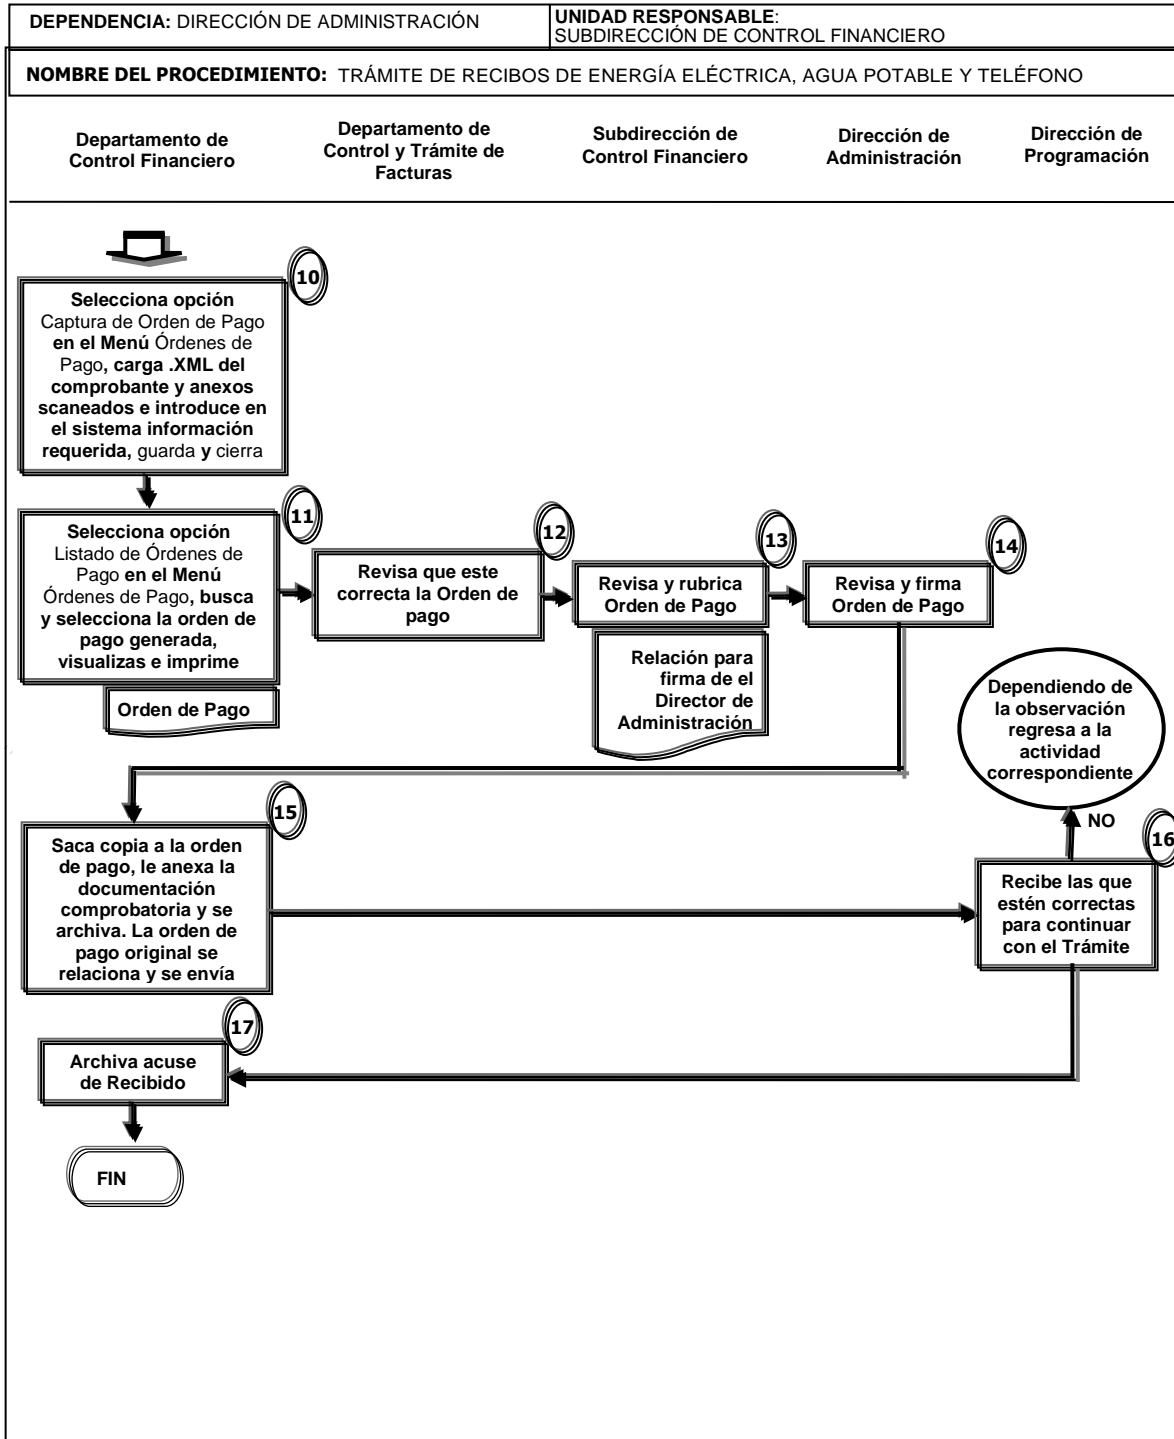 DEPENDENCIA: DIRECCIÓN DE ADMINISTRACIÓN
UNIDAD RESPONSABLE:
SUBDIRECCIÓN DE CONTROL FINANCIERO
NOMBRE DEL PROCEDIMIENTO: TRÁMITE DE RECIBOS DE ENERGÍA ELÉCTRICA, AGUA POTABLE Y TELÉFONO
Departamento de
Control Financiero
Departamento de
Control y Trámite de
Facturas
Subdirección de
Control Financiero
Dirección de
Administración
Dirección de
Programación
10
Selecciona opción
Captura de Orden de Pago
en el Menú Órdenes de
Pago, carga .XML del
comprobante y anexos
scaneados e introduce en
el sistema información
requerida, guarda y cierra
11
Selecciona opción
Listado de Órdenes de
Pago en el Menú
Órdenes de Pago, busca
y selecciona la orden de
pago generada,
visualizas e imprime
Orden de Pago
12
Revisa que este
correcta la Orden de
pago
13
Revisa y rubrica
Orden de Pago
Relación para
firma de el
Director de
Administración
14
Revisa y firma
Orden de Pago
Dependiendo de
la observación
regresa a la
actividad
correspondiente
NO
15
Saca copia a la orden
de pago, le anexa la
documentación
comprobatoria y se
archiva. La orden de
pago original se
relaciona y se envía
16
Recibe las que
estén correctas
para continuar
con el Trámite
17
Archiva acuse
de Recibido
FIN